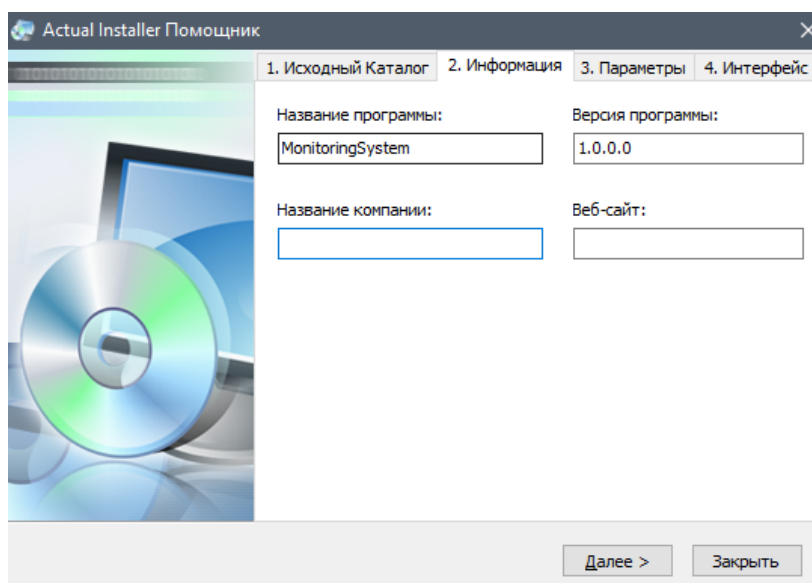 Actual Installer Помощник
1. Исходный Каталог 2. Информация 3. Параметры 4. Интерфейс
Название программы: Версия программы:
MonitoringSystem 1.0.0.0
Название компании: Веб-сайт:
Далее > Закрыть